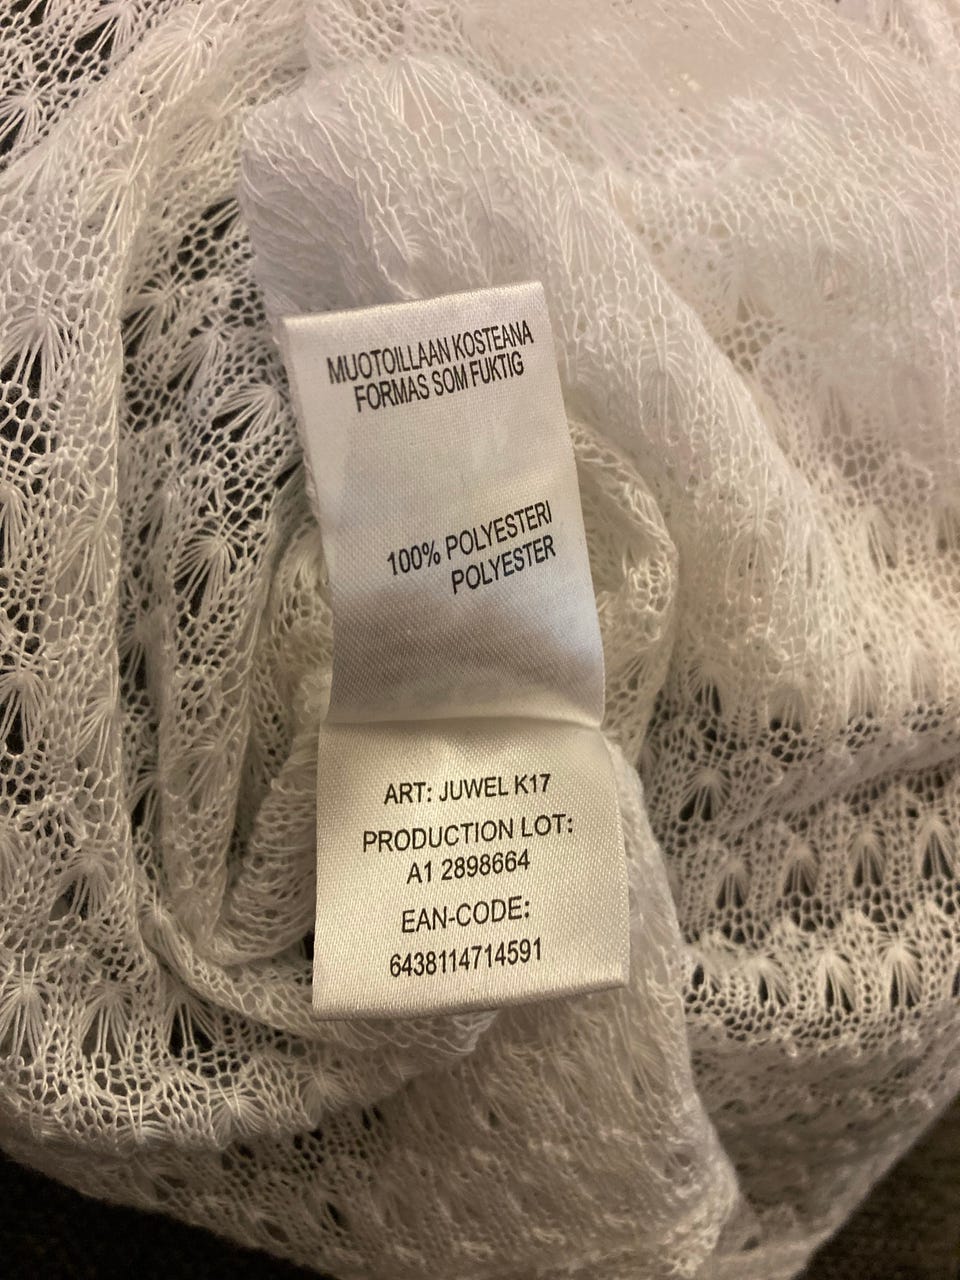 MUOTOILLAAN KOSTEANA
FORMAS SOM FUKTIG
100% POLYESTERI
POLYESTER
ART: JUWEL K17
PRODUCTION LOT:
A1 2898664
EAN-CODE:
6438114714591